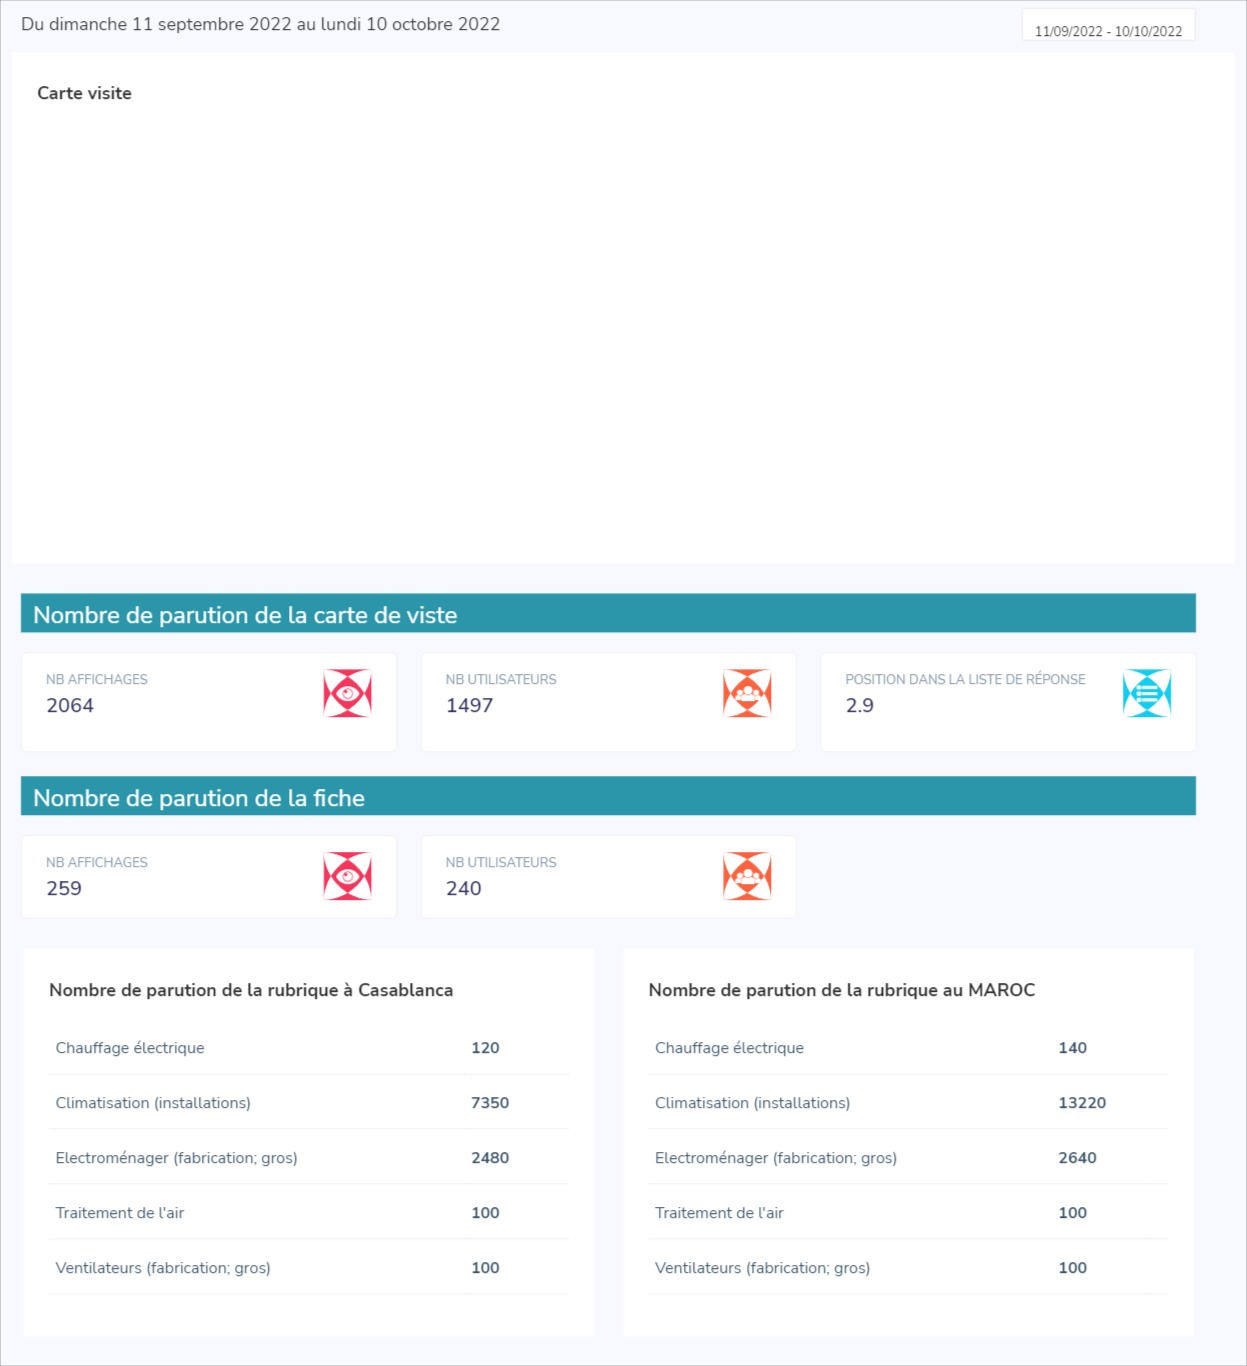 Du dimanche 11 septembre 2022 au lundi 10 octobre 2022
11/09/2022 - 10/10/2022
Carte visite
Nombre de parution de la carte de viste
NB AFFICHAGES
2064
NB UTILISATEURS
1497
POSITION DANS LA LISTE DE RÉPONSE
2.9
Nombre de parution de la fiche
NB AFFICHAGES
259
NB UTILISATEURS
240
Nombre de parution de la rubrique à Casablanca
Chauffage électrique 120
Climatisation (installations) 7350
Electroménager (fabrication; gros) 2480
Traitement de l'air 100
Ventilateurs (fabrication; gros) 100
Nombre de parution de la rubrique au MAROC
Chauffage électrique 140
Climatisation (installations) 13220
Electroménager (fabrication; gros) 2640
Traitement de l'air 100
Ventilateurs (fabrication; gros) 100